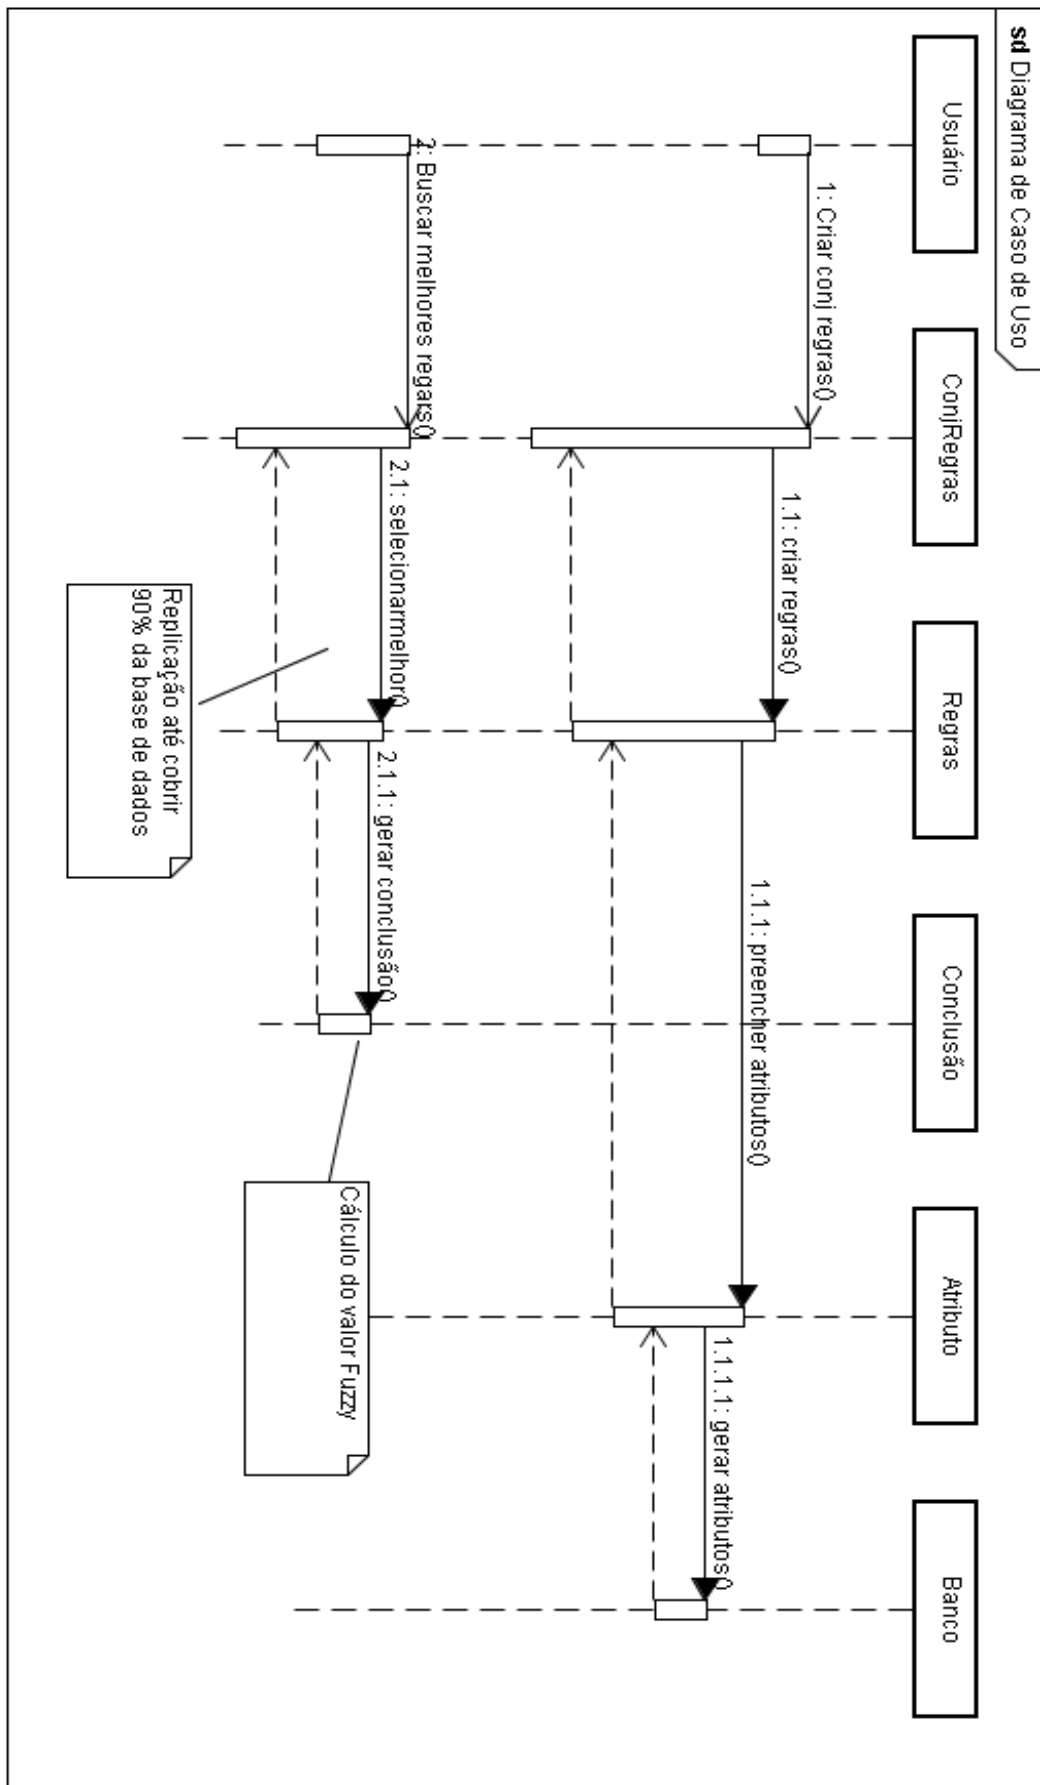 sd Diagrama de Caso de Uso
Usuário
ConjRegras
Regras
Conclusão
Atributo
Banco
1: Criar conj regras()
1.1: criar regras()
1.1.1: preencher atributos()
1.1.1.1: gerar atributos()
2: Buscar melhores regars()
2.1: selecionarmelhor()
2.1.1: gerar conclusão()
Cálculo do valor Fuzzy
Replicação até cobrir
90% da base de dados